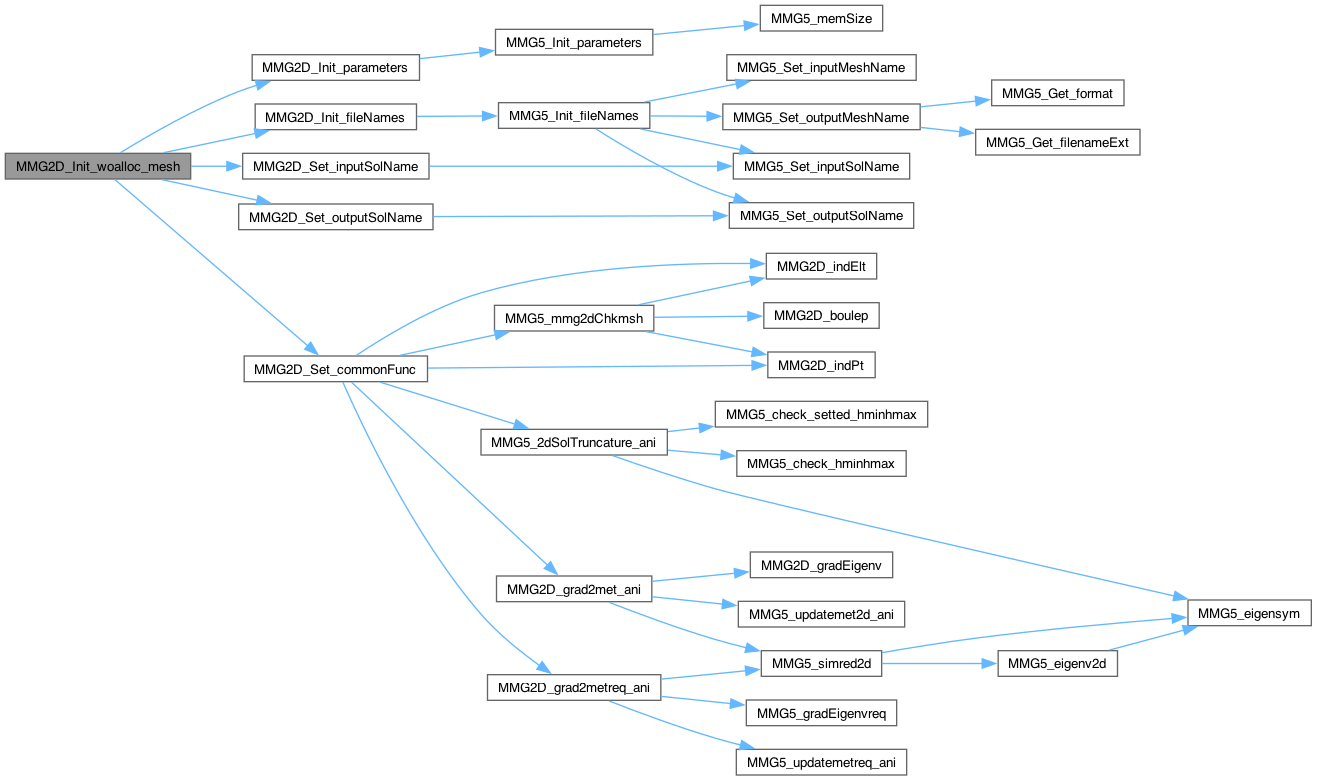 MMG2D_Init_woalloc_mesh
MMG2D_Init_parameters
MMG5_Init_parameters
MMG5_memSize
MMG2D_Init_fileNames
MMG5_Init_fileNames
MMG5_Set_inputMeshName
MMG5_Set_outputMeshName
MMG5_Get_format
MMG5_Get_filenameExt
MMG2D_Set_inputSolName
MMG5_Set_inputSolName
MMG2D_Set_outputSolName
MMG5_Set_outputSolName
MMG2D_Set_commonFunc
MMG2D_indElt
MMG5_mmg2dChkmsh
MMG2D_boulep
MMG2D_indPt
MMG5_2dSolTruncature_ani
MMG5_check_setted_hminhmax
MMG5_check_hminhmax
MMG2D_grad2met_ani
MMG2D_gradEigenv
MMG5_updatemet2d_ani
MMG5_simred2d
MMG5_eigenv2d
MMG5_eigensym
MMG2D_grad2metreq_ani
MMG5_gradEigenvreq
MMG5_updatemetreq_ani